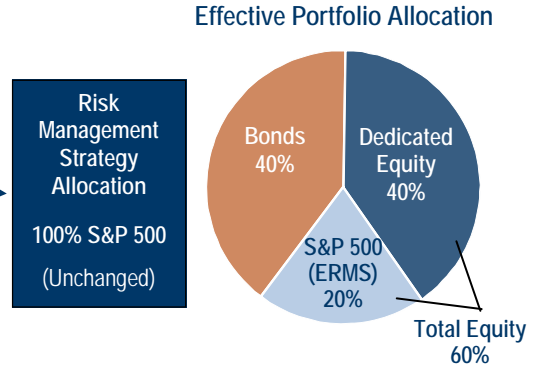 Effective Portfolio Allocation
Risk
Management
Strategy
Allocation
100% S&P 500
(Unchanged)
Bonds
40%
Dedicated
Equity
40%
S&P 500
(ERMS)
20%
Total Equity
60%